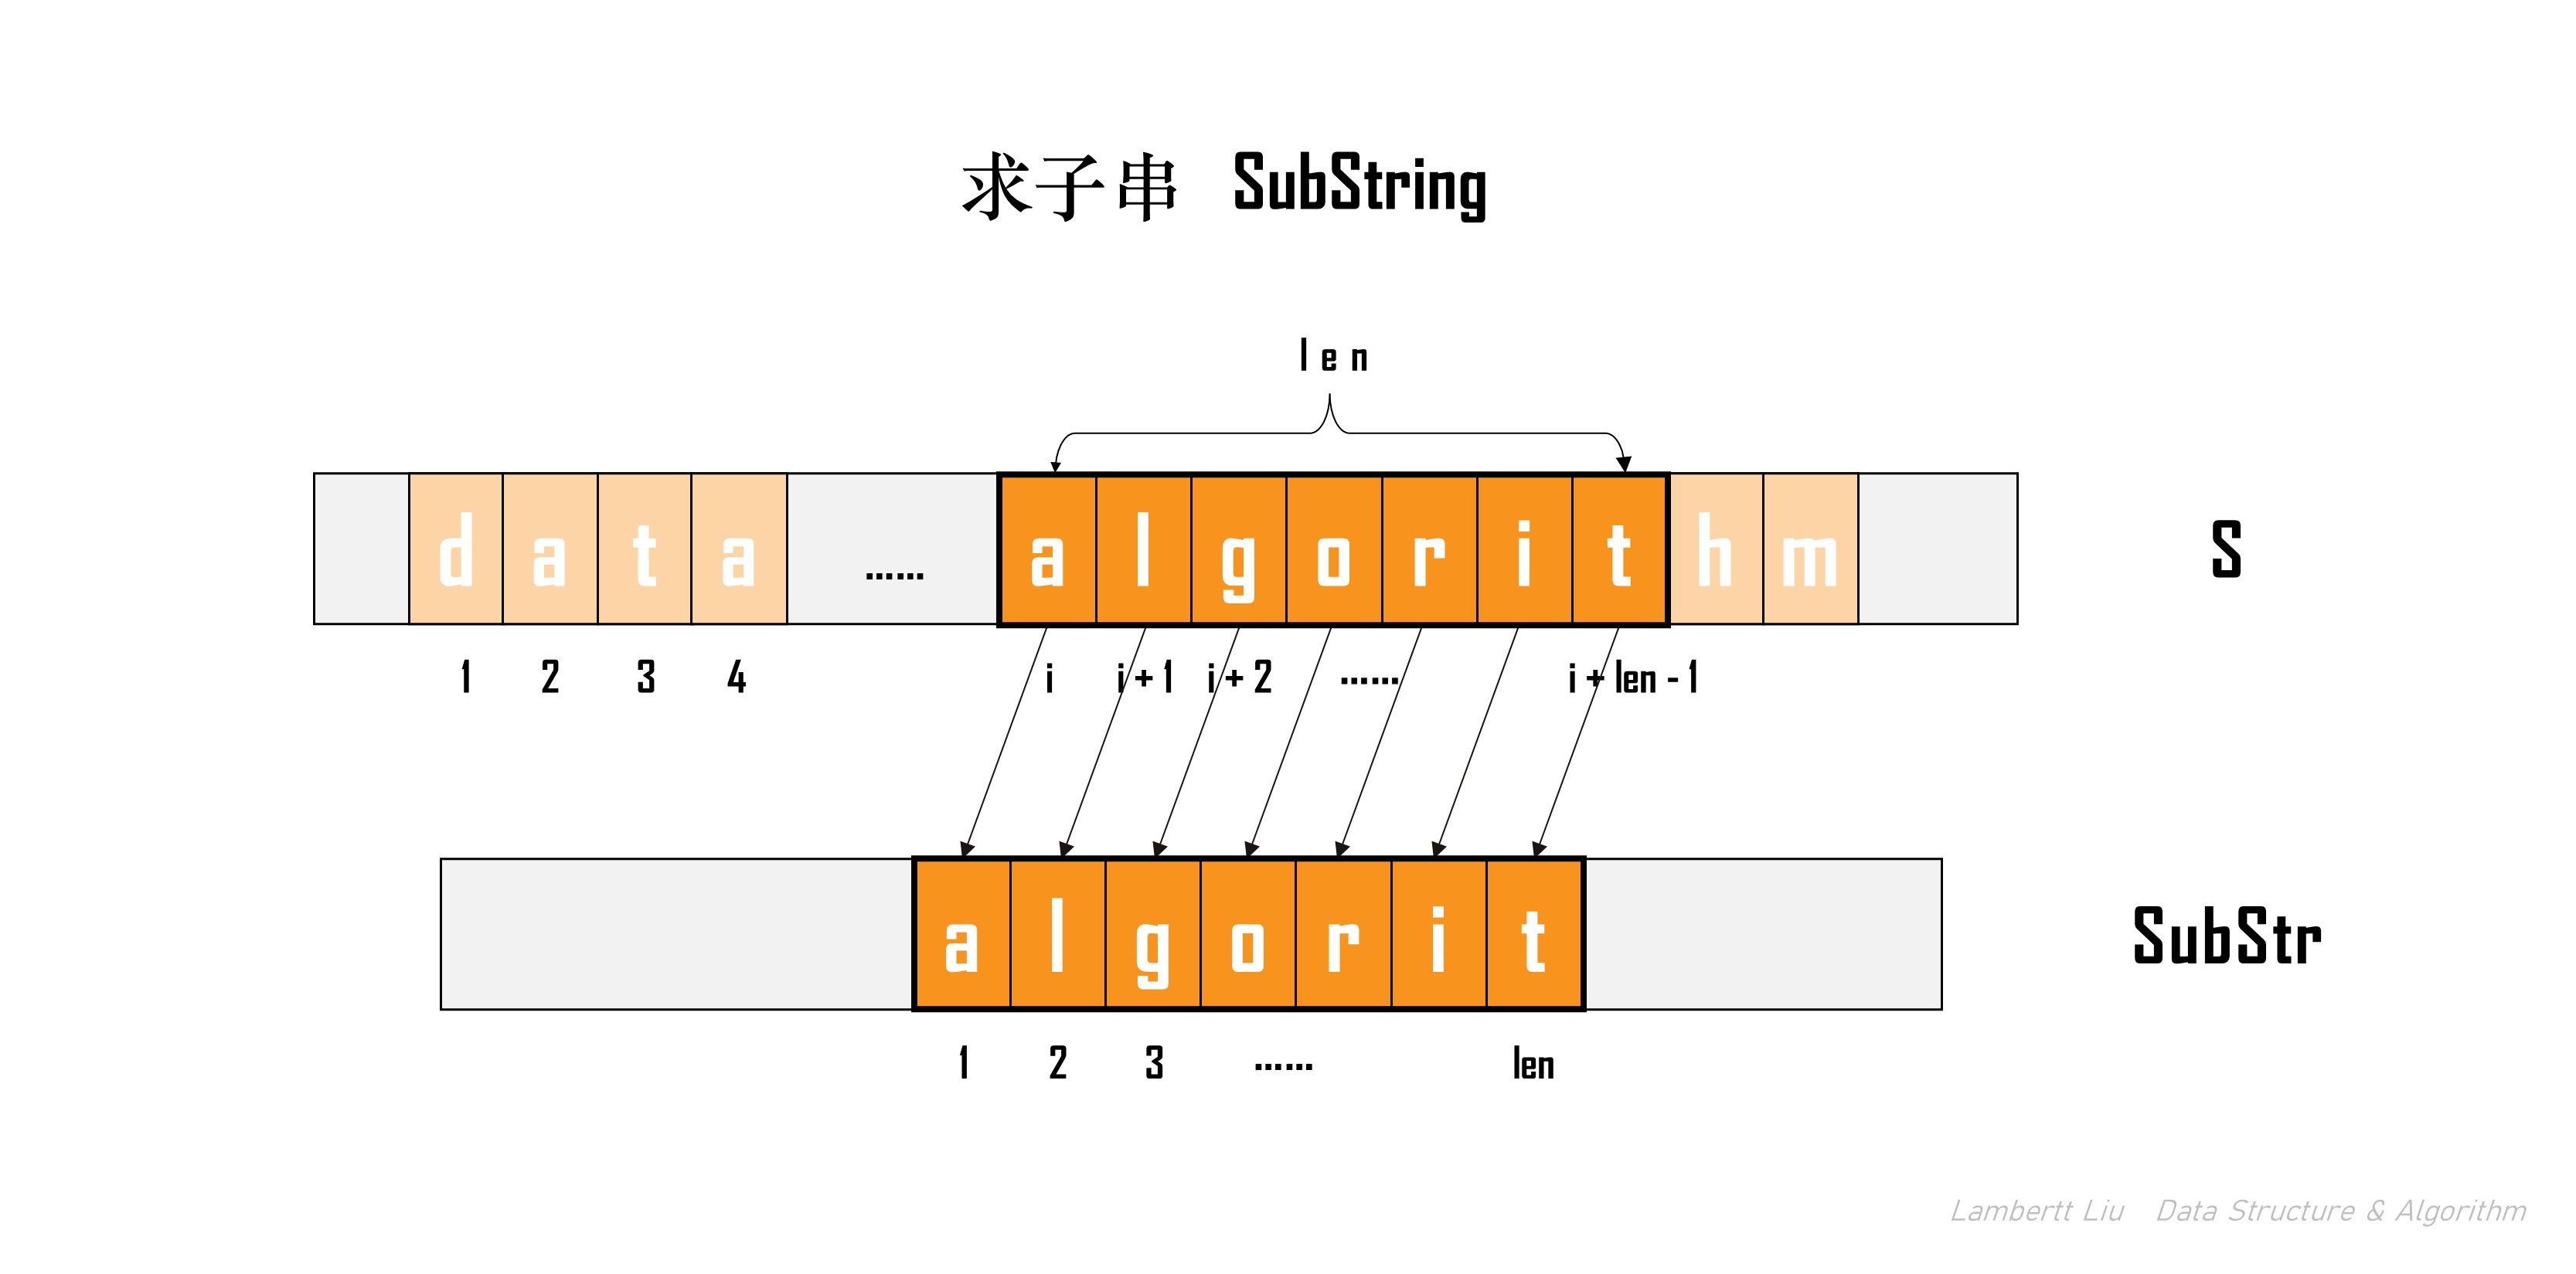 求子串 SubString
len
d a t a ...... a l g o r i t h m
S
1 2 3 4 i i + 1 i + 2 ...... i + len - 1
a l g o r i t
SubStr
1 2 3 ...... len
Lambertt Liu Data Structure & Algorithm